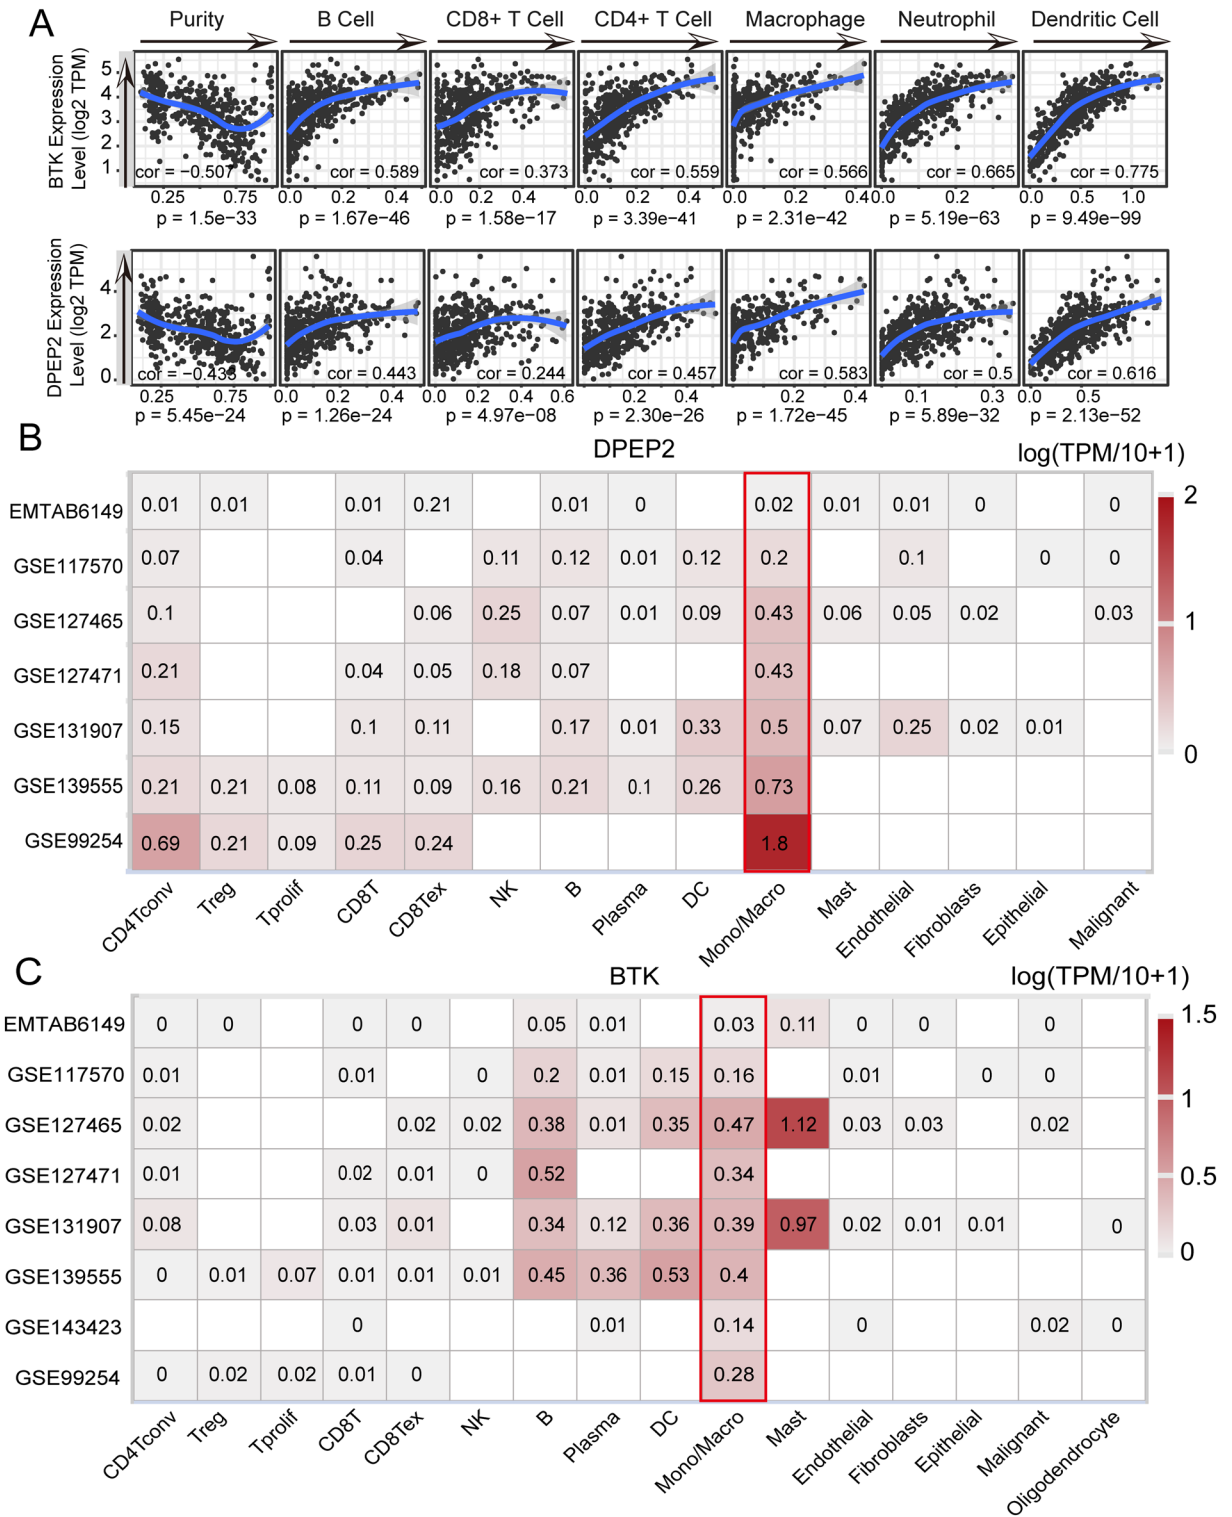 A
Purity B Cell CD8+ T Cell CD4+ T Cell Macrophage Neutrophil Dendritic Cell
BTK Expression
Level (log2 TPM)
5
4
3
2
1
cor = −0.507 cor = 0.589 cor = 0.373 cor = 0.559 cor = 0.566 cor = 0.665 cor = 0.775
0.25 0.75 0.0 0.2 0.4 0.0 0.2 0.4 0.6 0.0 0.2 0.4 0.0 0.2 0.4 0.0 0.2 0.0 0.5 1.0
p = 1.5e−33 p = 1.67e−46 p = 1.58e−17 p = 3.39e−41 p = 2.31e−42 p = 5.19e−63 p = 9.49e−99
DPEP2 Expression
Level (log2 TPM)
4
2
0
cor = −0.433 cor = 0.443 cor = 0.244 cor = 0.457 cor = 0.583 cor = 0.5 cor = 0.616
0.25 0.75 0.0 0.2 0.4 0.0 0.2 0.4 0.6 0.0 0.2 0.4 0.2 0.4 0.1 0.3 0.0 0.5
p = 5.45e−24 p = 1.26e−24 p = 4.97e−08 p = 2.30e−26 p = 1.72e−45 p = 5.89e−32 p = 2.13e−52
B
DPEP2
log(TPM/10+1)
EMTAB6149 0.01 0.01 0.01 0.21 0.01 0 0.02 0.01 0.01 0 0
GSE117570 0.07 0.04 0.11 0.12 0.01 0.12 0.2 0.1 0 0
GSE127465 0.1 0.06 0.25 0.07 0.01 0.09 0.43 0.06 0.05 0.02 0.03
GSE127471 0.21 0.04 0.05 0.18 0.07 0.43
GSE131907 0.15 0.1 0.11 0.17 0.01 0.33 0.5 0.07 0.25 0.02 0.01
GSE139555 0.21 0.21 0.08 0.11 0.09 0.16 0.21 0.1 0.26 0.73
GSE99254 0.69 0.21 0.09 0.25 0.24 1.8
2
1
0
CD4Tconv Treg Tprolif CD8T CD8Tex NK B Plasma DC Mono/Macro Mast Endothelial Fibroblasts Epithelial Malignant
C
BTK
log(TPM/10+1)
EMTAB6149 0 0 0 0 0.05 0.01 0.03 0.11 0 0 0
GSE117570 0.01 0.01 0 0.2 0.01 0.15 0.16 0.01 0 0
GSE127465 0.02 0.02 0.02 0.38 0.01 0.35 0.47 1.12 0.03 0.03 0.02
GSE127471 0.01 0.02 0.01 0 0.52 0.34
GSE131907 0.08 0.03 0.01 0.34 0.12 0.36 0.39 0.97 0.02 0.01 0.01 0
GSE139555 0 0.01 0.07 0.01 0.01 0.01 0.45 0.36 0.53 0.4
GSE143423 0 0.01 0.14 0 0.02 0
GSE99254 0 0.02 0.02 0.01 0 0.28
1.5
1
0.5
0
CD4Tconv Treg Tprolif CD8T CD8Tex NK B Plasma DC Mono/Macro Mast Endothelial Fibroblasts Epithelial Malignant Oligodendrocyte